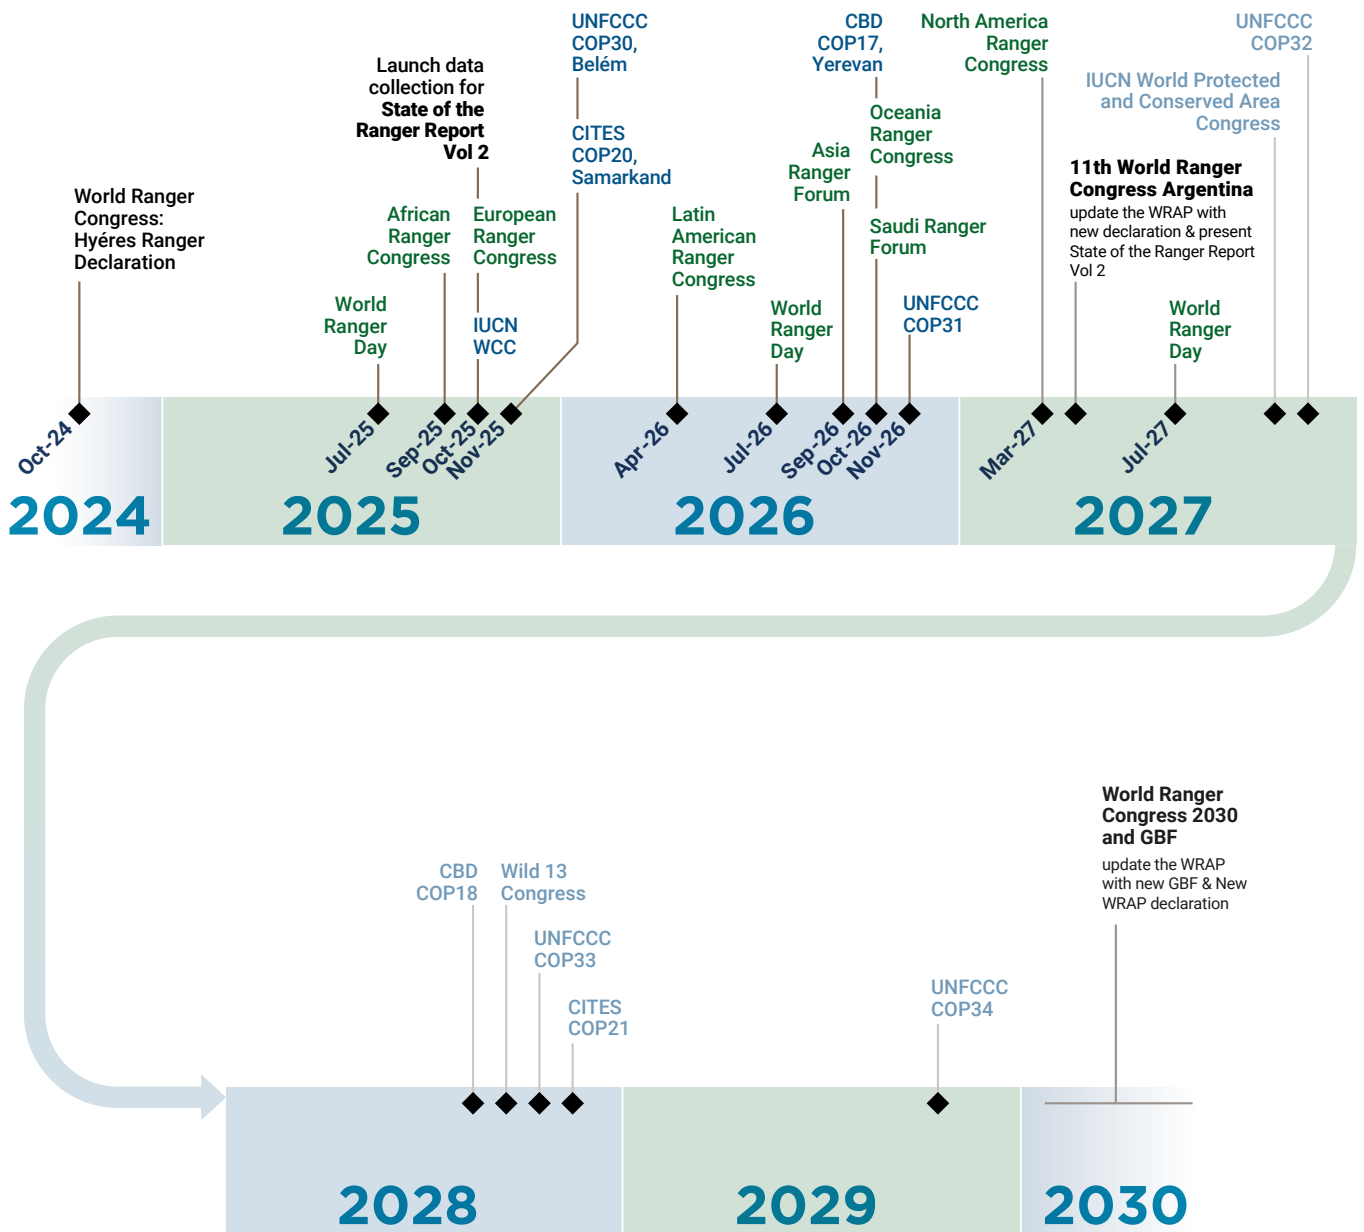 World Ranger
Congress:
Hyéres Ranger
Declaration
World
Ranger
Day
African
Ranger
Congress
Launch data
collection for
State of the
Ranger Report
Vol 2
European
Ranger
Congress
IUCN
WCC
UNFCCC
COP30,
Belém
CITES
COP20,
Samarkand
Latin
American
Ranger
Congress
World
Ranger
Day
Asia
Ranger
Forum
CBD
COP17,
Yerevan
Oceania
Ranger
Congress
Saudi Ranger
Forum
UNFCCC
COP31
North America
Ranger
Congress
11th World Ranger
Congress Argentina
update the WRAP with
new declaration & present
State of the Ranger Report
Vol 2
World
Ranger
Day
IUCN World Protected
and Conserved Area
Congress
UNFCCC
COP32
Oct-24
Jul-25
Sep-25
Oct-25
Nov-25
Apr-26
Jul-26
Sep-26
Oct-26
Nov-26
Mar-27
Jul-27
2024
2025
2026
2027
CBD
COP18
Wild 13
Congress
UNFCCC
COP33
CITES
COP21
UNFCCC
COP34
World Ranger
Congress 2030
and GBF
update the WRAP
with new GBF & New
WRAP declaration
2028
2029
2030